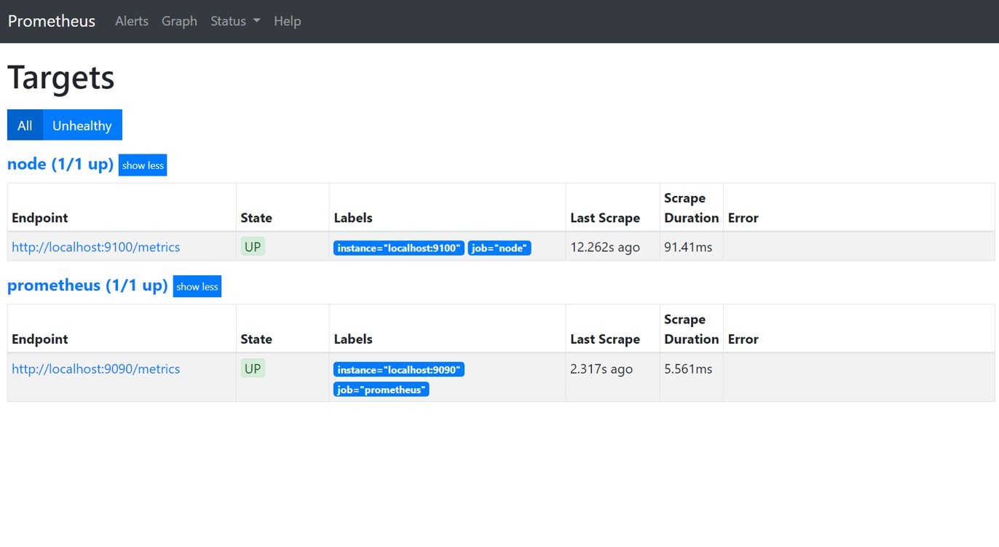 Prometheus Alerts Graph Status Help
Targets
All Unhealthy
node (1/1 up) show less
Endpoint State Labels Last Scrape Scrape Duration Error
http://localhost:9100/metrics UP instance="localhost:9100" job="node" 12.262s ago 91.41ms
prometheus (1/1 up) show less
Endpoint State Labels Last Scrape Scrape Duration Error
http://localhost:9090/metrics UP instance="localhost:9090" 2.317s ago 5.561ms
job="prometheus"